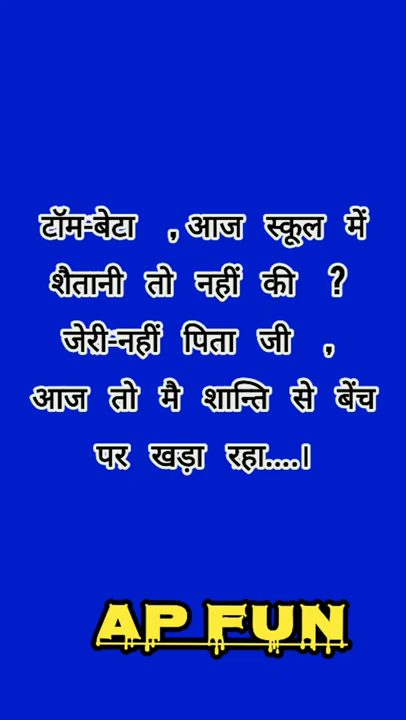 टॉम-बेटा , आज स्कूल में
शैतानी तो नहीं की ?
जेरी-नहीं पिता जी ,
आज तो मै शान्ति से बेंच
पर खड़ा रहा....।
AP FUN